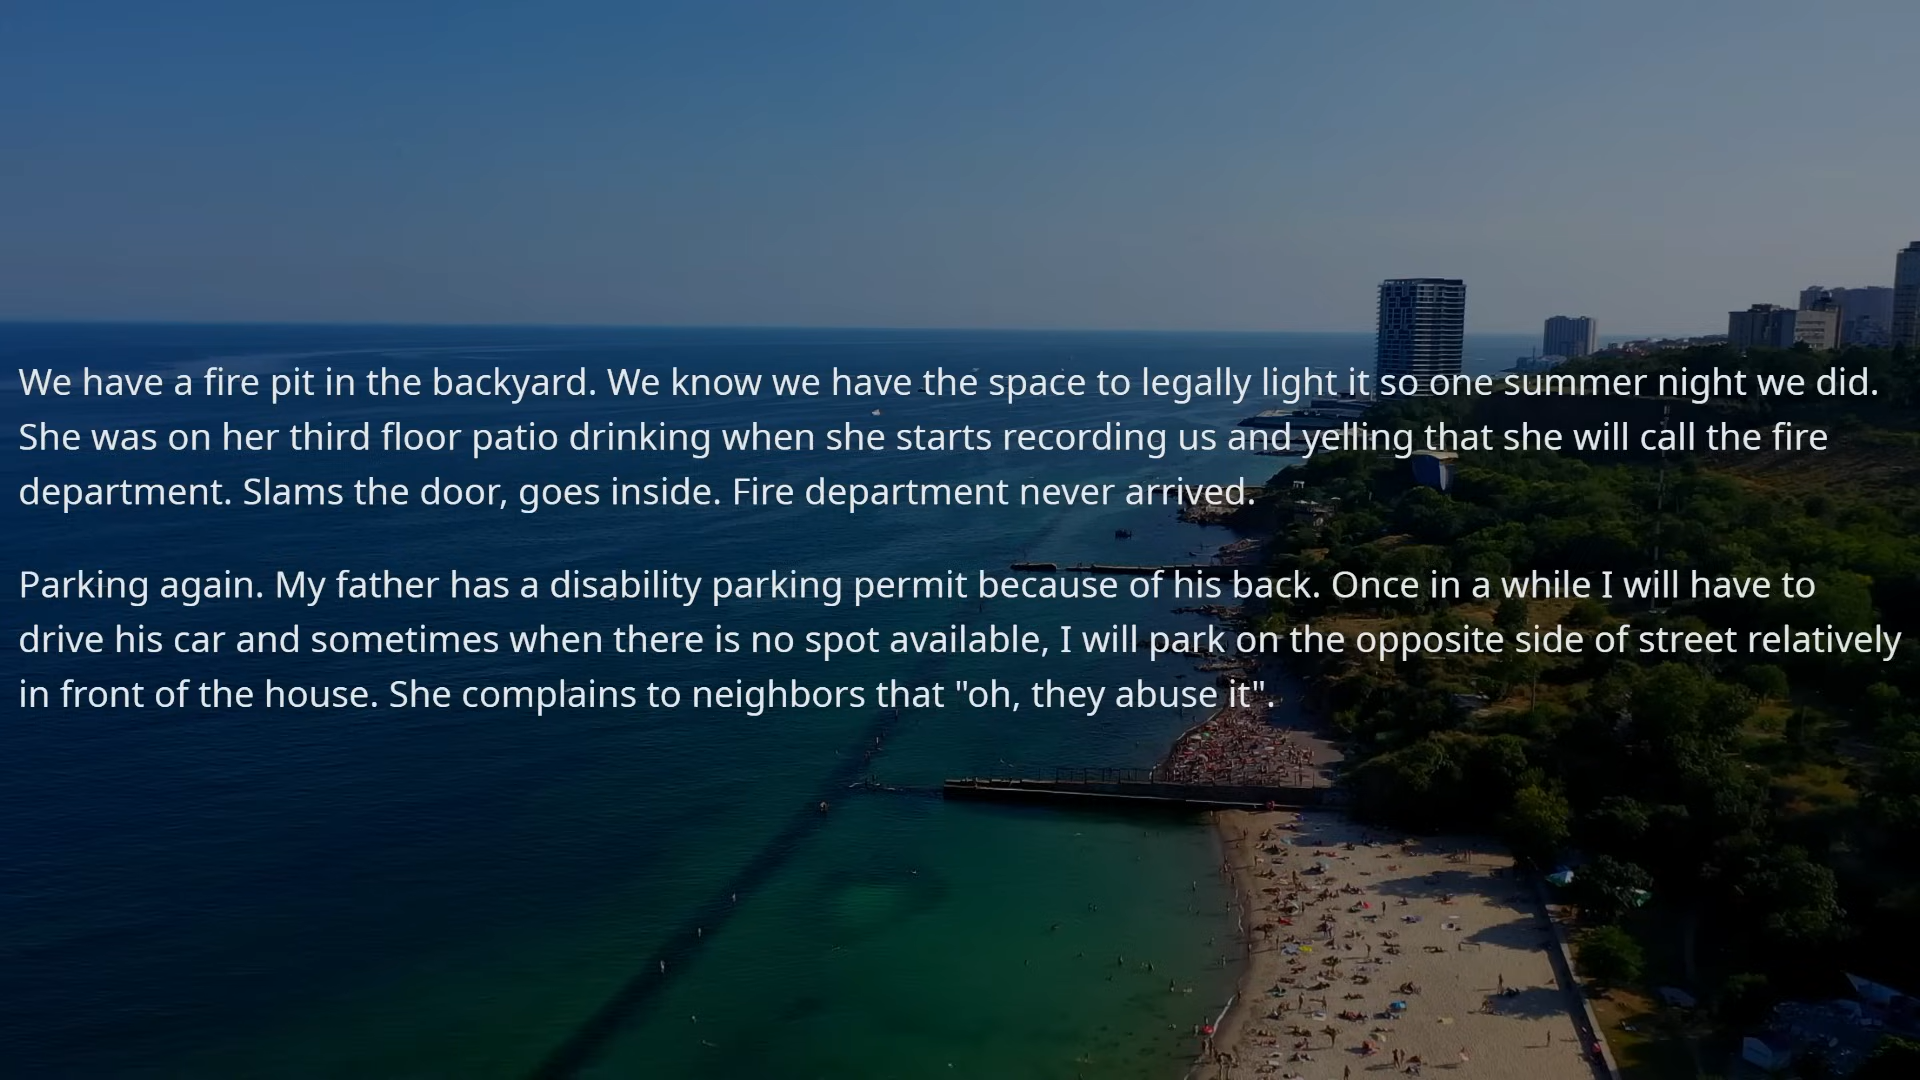 We have a fire pit in the backyard. We know we have the space to legally light it so one summer night we did.
She was on her third floor patio drinking when she starts recording us and yelling that she will call the fire
department. Slams the door, goes inside. Fire department never arrived.
Parking again. My father has a disability parking permit because of his back. Once in a while I will have to
drive his car and sometimes when there is no spot available, I will park on the opposite side of street relatively
in front of the house. She complains to neighbors that "oh, they abuse it".